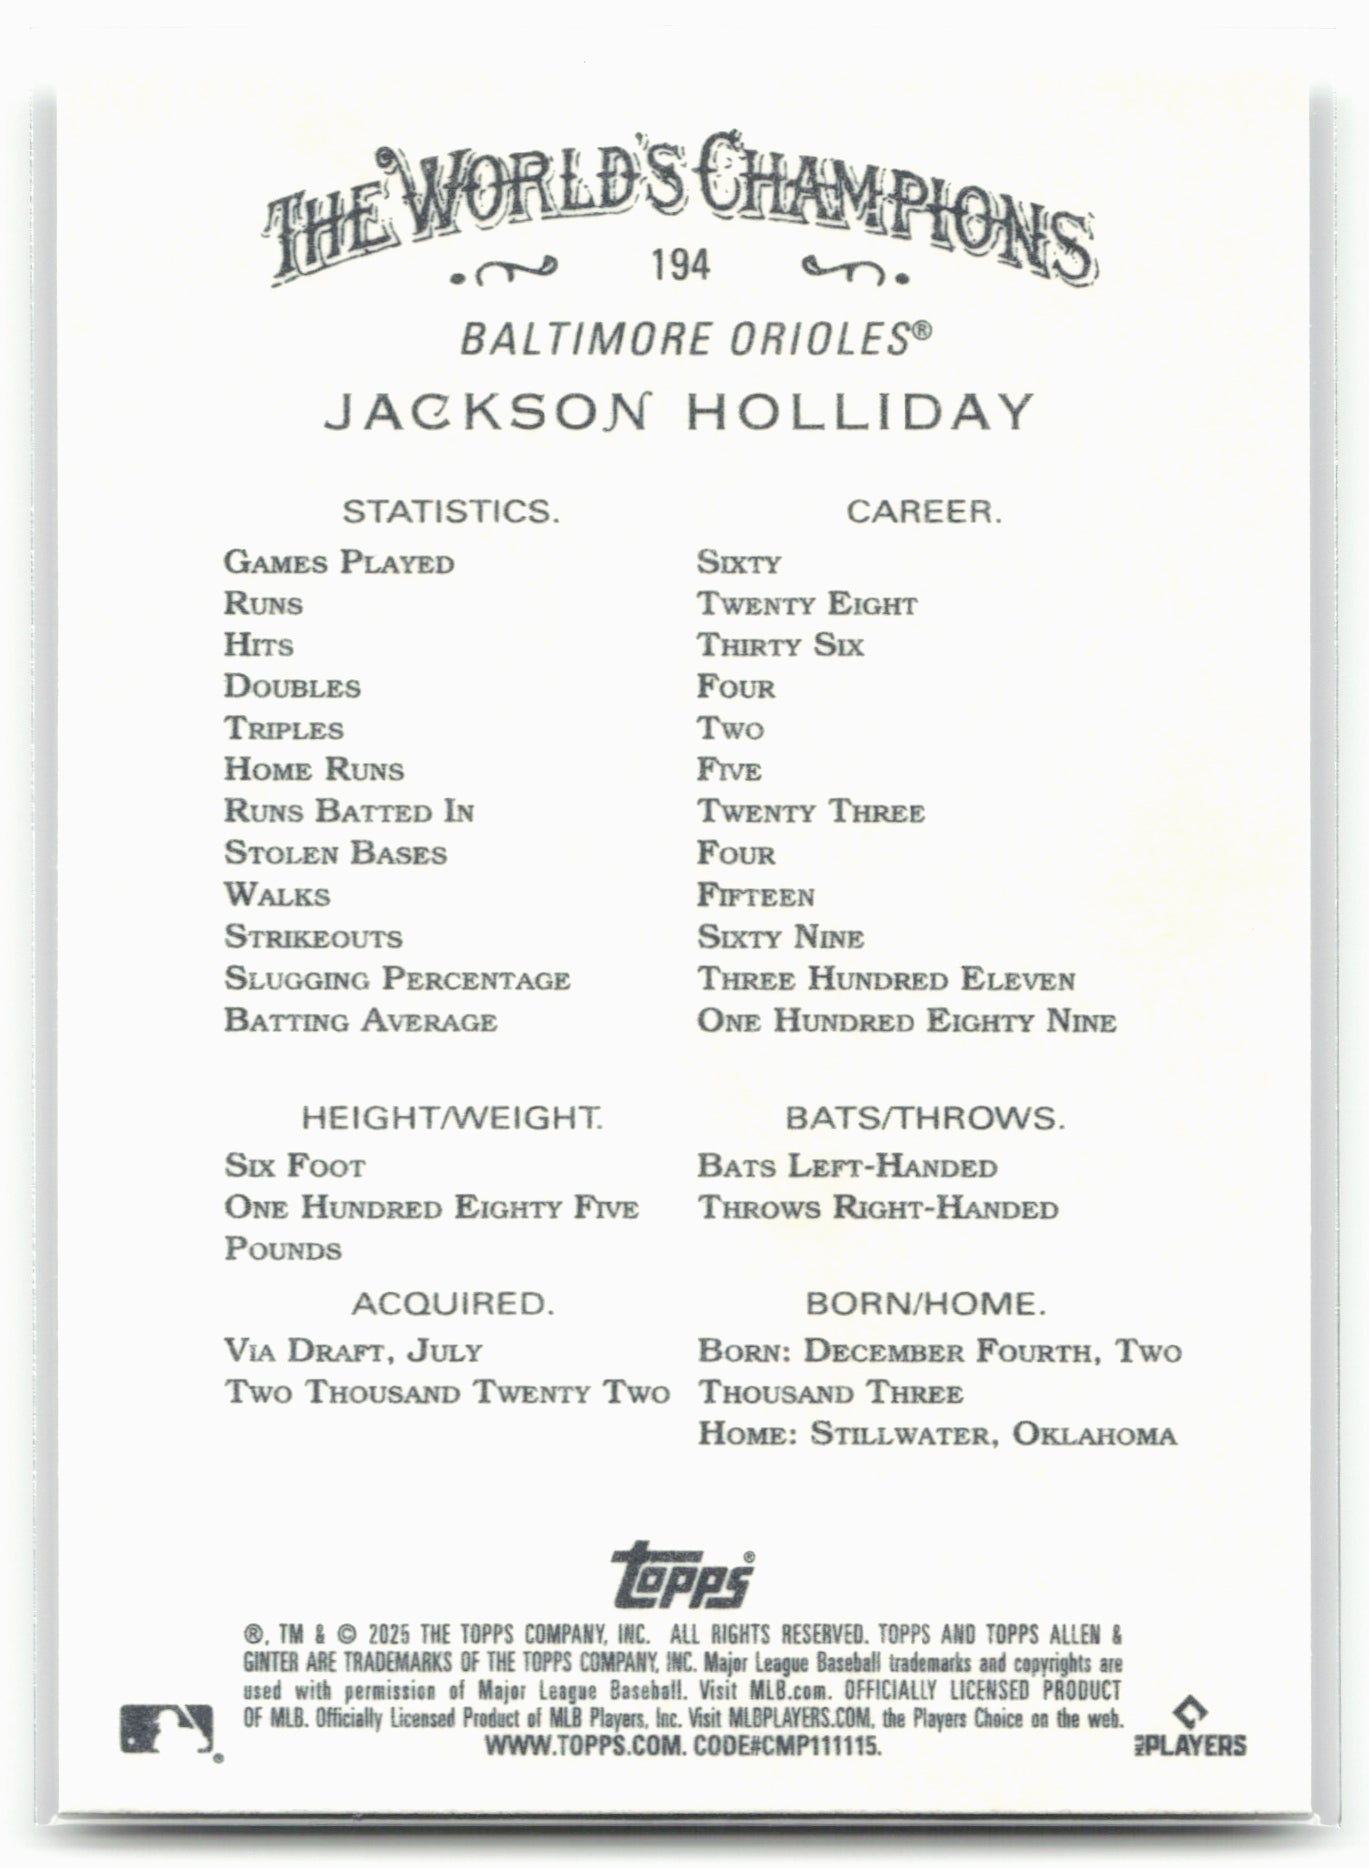 THE WORLD'S CHAMPIONS
194
BALTIMORE ORIOLES®
JACKSON HOLLIDAY
STATISTICS. CAREER.
GAMES PLAYED SIXTY
RUNS TWENTY EIGHT
HITS THIRTY SIX
DOUBLES FOUR
TRIPLES TWO
HOME RUNS FIVE
RUNS BATTED IN TWENTY THREE
STOLEN BASES FOUR
WALKS FIFTEEN
STRIKEOUTS SIXTY NINE
SLUGGING PERCENTAGE THREE HUNDRED ELEVEN
BATTING AVERAGE ONE HUNDRED EIGHTY NINE
HEIGHT/WEIGHT.
SIX FOOT
ONE HUNDRED EIGHTY FIVE
POUNDS
BATS/THROWS.
BATS LEFT-HANDED
THROWS RIGHT-HANDED
ACQUIRED.
VIA DRAFT, JULY
TWO THOUSAND TWENTY TWO
BORN/HOME.
BORN: DECEMBER FOURTH, TWO
THOUSAND THREE
HOME: STILLWATER, OKLAHOMA
Topps®
®, TM & © 2025 THE TOPPS COMPANY, INC. ALL RIGHTS RESERVED. TOPPS AND TOPPS ALLEN &
GINTER ARE TRADEMARKS OF THE TOPPS COMPANY, INC. Major League Baseball trademarks and copyrights are
used with permission of Major League Baseball. Visit MLB.com. OFFICIALLY LICENSED PRODUCT
OF MLB. Officially Licensed Product of MLB Players, Inc. Visit MLBPLAYERS.COM, the Players Choice on the web.
WWW.TOPPS.COM. CODE#CMP111115.
MLB PLAYERS